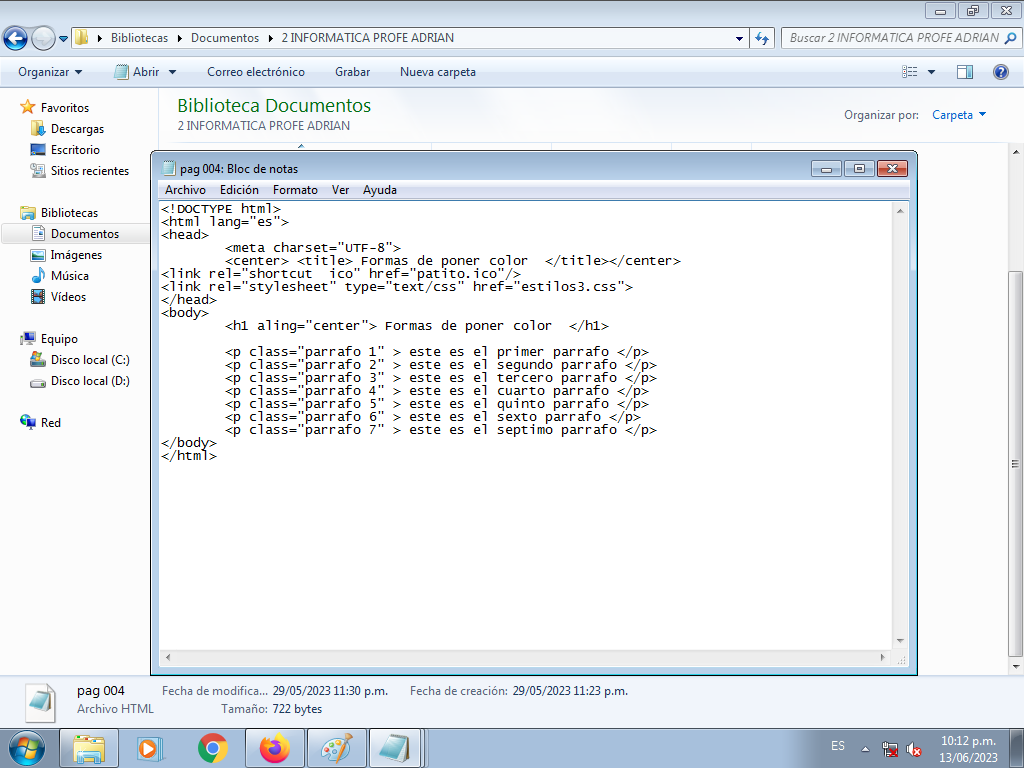 Bibliotecas Documentos 2 INFORMATICA PROFE ADRIAN
Buscar 2 INFORMATICA PROFE ADRIAN
Organizar Abrir Correo electrónico Grabar Nueva carpeta
Favoritos
Descargas
Escritorio
Sitios recientes
Bibliotecas
Documentos
Imágenes
Música
Vídeos
Equipo
Disco local (C:)
Disco local (D:)
Red
Biblioteca Documentos
2 INFORMATICA PROFE ADRIAN
Organizar por: Carpeta
pag 004: Bloc de notas
Archivo Edición Formato Ver Ayuda
<!DOCTYPE html>
<html lang="es">
<head>
<meta charset="UTF-8">
<center> <title> Formas de poner color  </title></center>
<link rel="shortcut  ico" href="patito.ico"/>
<link rel="stylesheet" type="text/css" href="estilos3.css">
</head>
<body>
<h1 aling="center"> Formas de poner color  </h1>
<p class="parrafo 1" > este es el primer parrafo </p>
<p class="parrafo 2" > este es el segundo parrafo </p>
<p class="parrafo 3" > este es el tercero parrafo </p>
<p class="parrafo 4" > este es el cuarto parrafo </p>
<p class="parrafo 5" > este es el quinto parrafo </p>
<p class="parrafo 6" > este es el sexto parrafo </p>
<p class="parrafo 7" > este es el septimo parrafo </p>
</body>
</html>
pag 004
Archivo HTML
Fecha de modifica... 29/05/2023 11:30 p.m.
Tamaño: 722 bytes
Fecha de creación: 29/05/2023 11:23 p.m.
ES
10:12 p.m.
13/06/2023